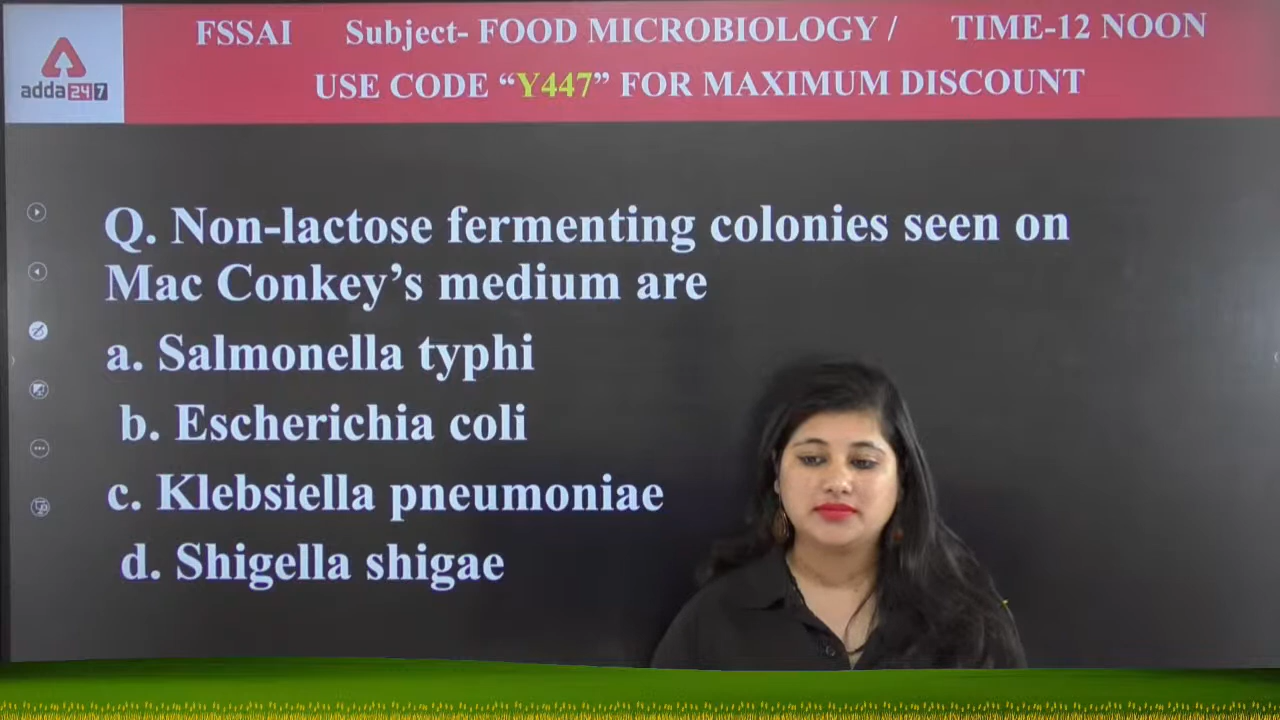 FSSAI Subject- FOOD MICROBIOLOGY / TIME-12 NOON
adda247
USE CODE “Y447” FOR MAXIMUM DISCOUNT
Q. Non-lactose fermenting colonies seen on
Mac Conkey’s medium are
a. Salmonella typhi
b. Escherichia coli
c. Klebsiella pneumoniae
d. Shigella shigae